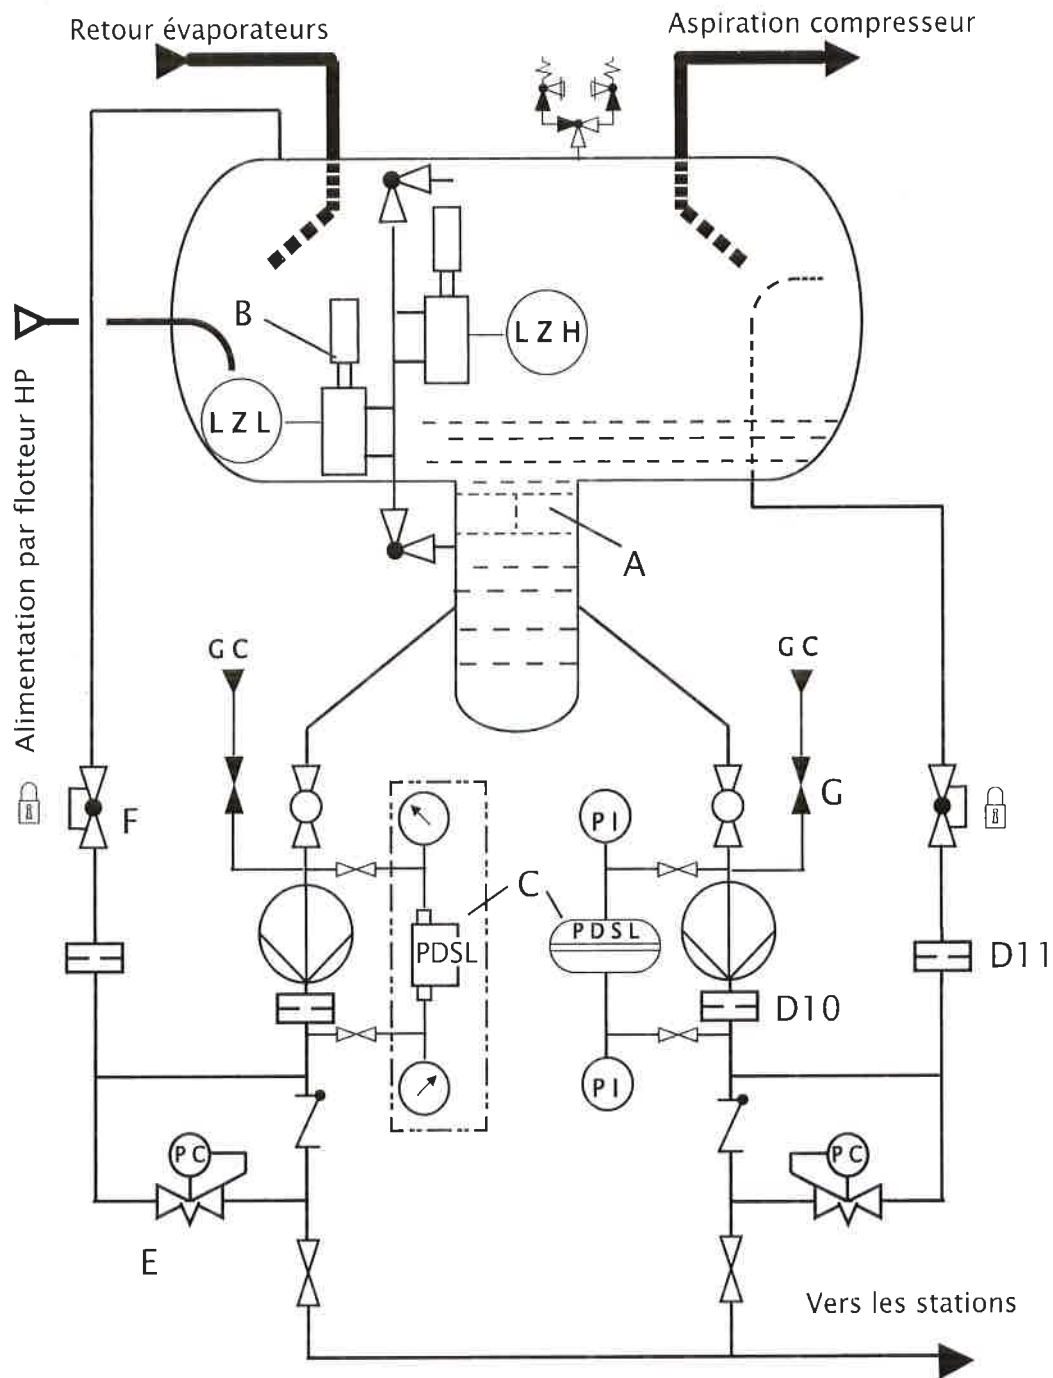 Retour évaporateurs
Aspiration compresseur
B
LZH
LZL
Alimentation par flotteur HP
A
GC
GC
F
G
PI
C
PDSL
PDSL
D11
D10
PI
PC
PC
E
Vers les stations